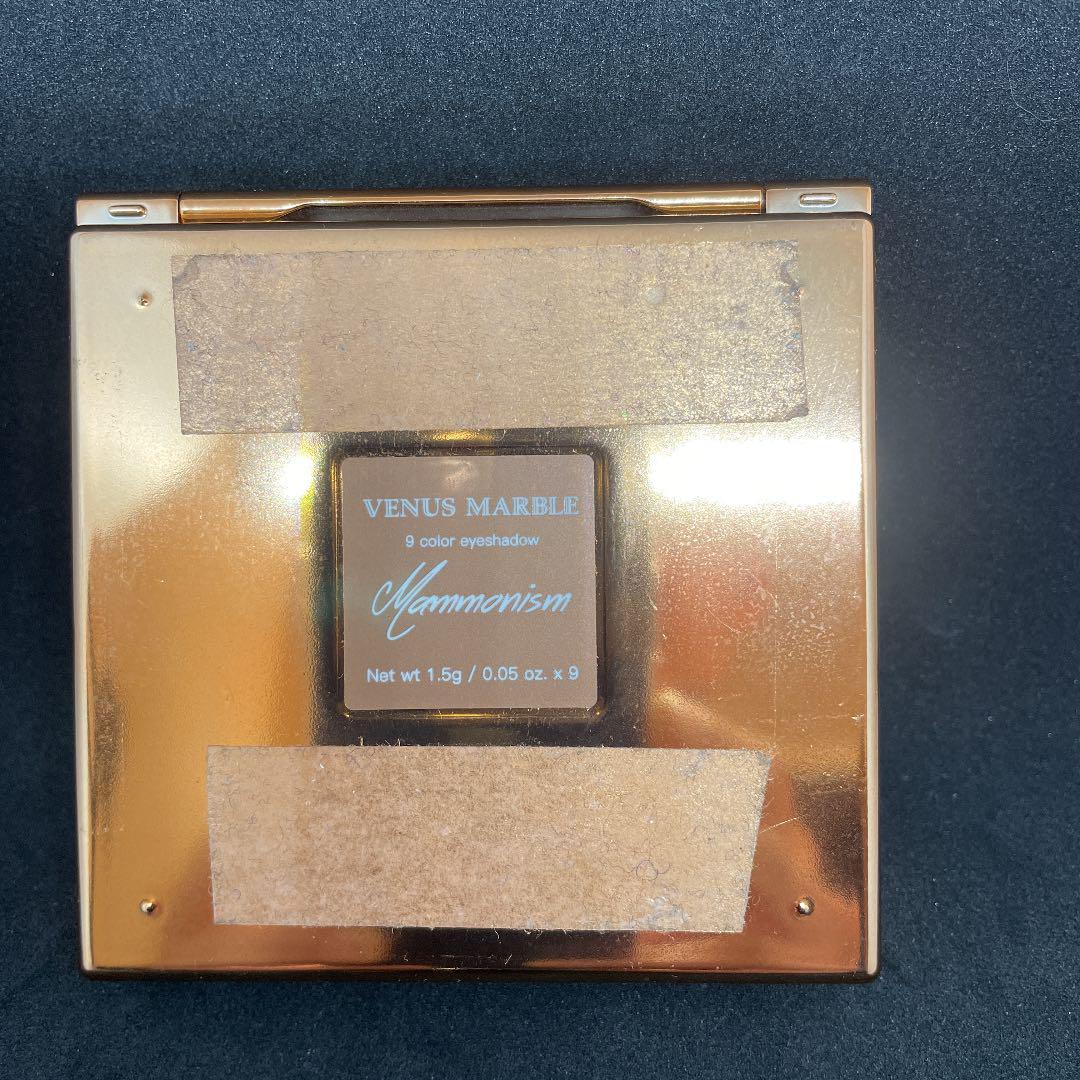 VENUS MARBLE
9 color eyeshadow
Mammonism
Net wt 1.5g / 0.05 oz. x 9